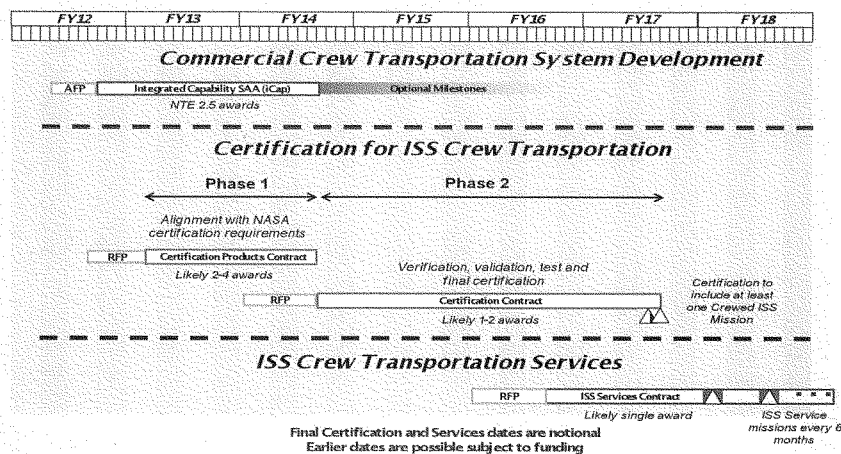 FY12 FY13 FY14 FY15 FY16 FY17 FY18
Commercial Crew Transportation System Development
AFP Integrated Capability SAA (iCap) Optional Milestones
NTE 2.5 awards
Certification for ISS Crew Transportation
Phase 1 Phase 2
Alignment with NASA
certification requirements
RFP Certification Products Contract
Likely 2-4 awards
Verification, validation, test and
final certification
RFP Certification Contract
Likely 1-2 awards
Certification to
include at least
one Crewed ISS
Mission
ISS Crew Transportation Services
RFP ISS Services Contract
Likely single award
ISS Service
missions every 6
months
Final Certification and Services dates are notional
Earlier dates are possible subject to funding